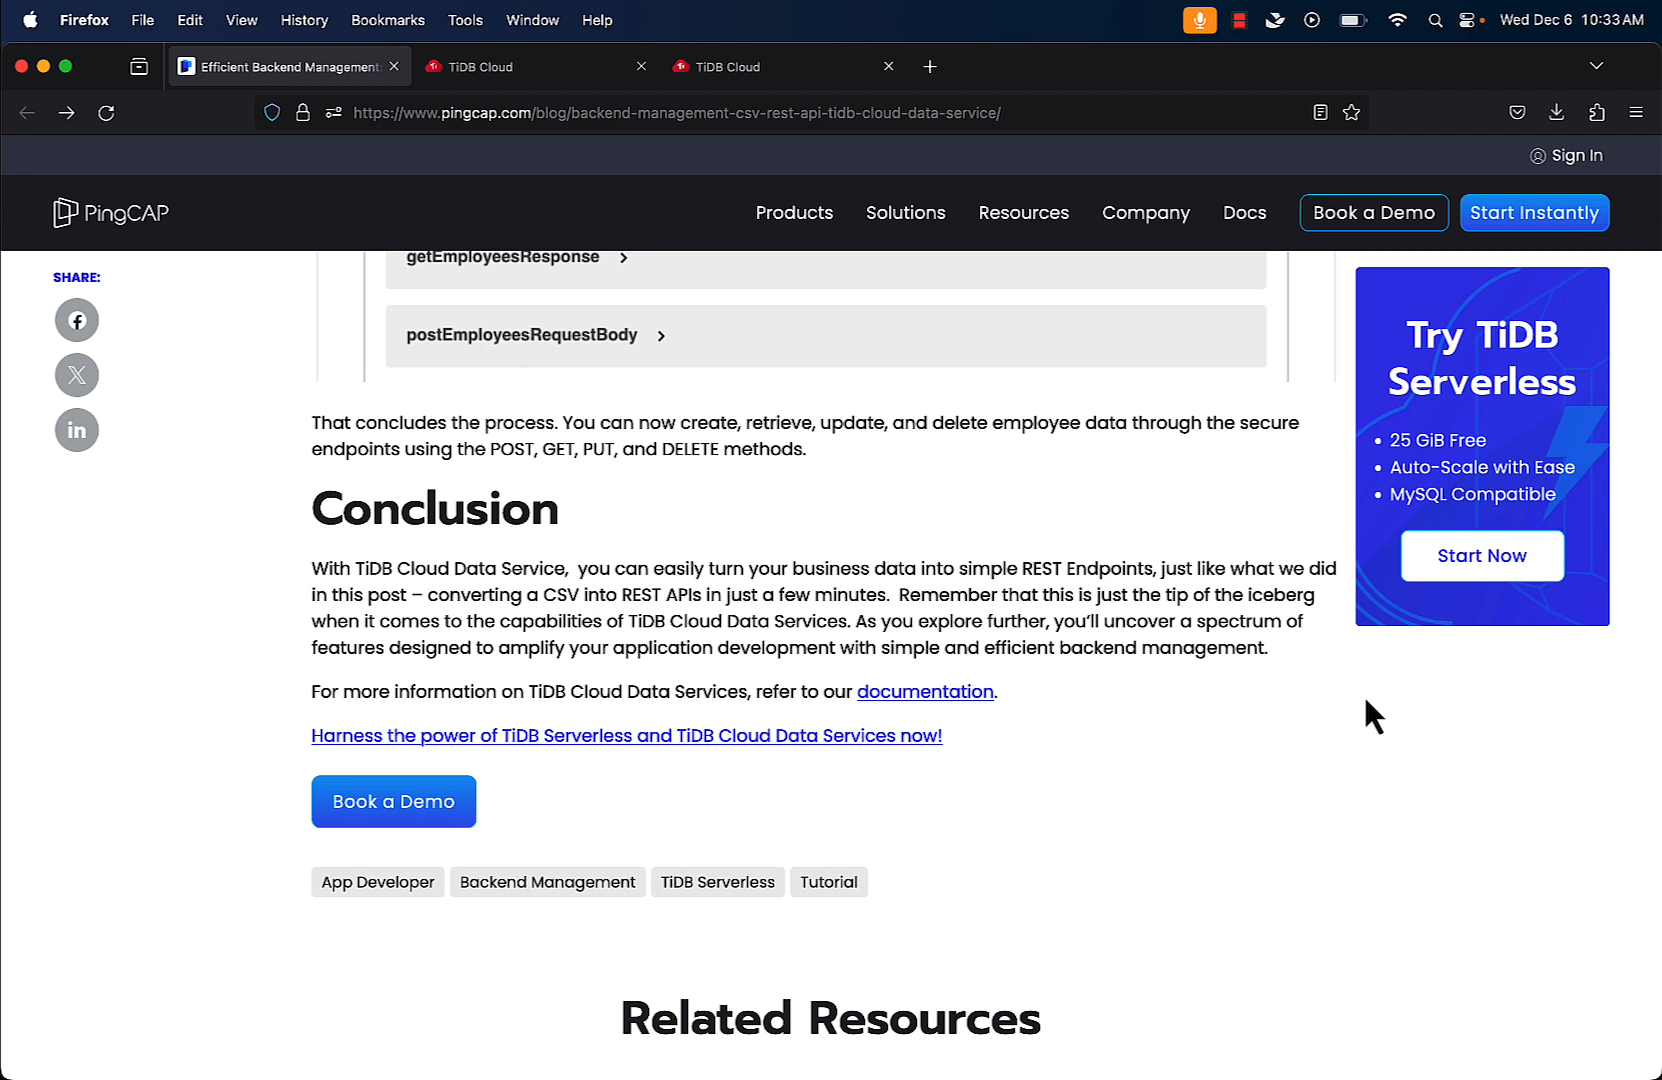 Firefox File Edit View History Bookmarks Tools Window Help Wed Dec 6 10:33 AM
Efficient Backend Management: TiDB Cloud TiDB Cloud
https://www.pingcap.com/blog/backend-management-csv-rest-api-tidb-cloud-data-service/
Sign In
PingCAP Products Solutions Resources Company Docs Book a Demo Start Instantly
SHARE:
getEmployeesResponse
postEmployeesRequestBody
That concludes the process. You can now create, retrieve, update, and delete employee data through the secure
endpoints using the POST, GET, PUT, and DELETE methods.
Conclusion
With TiDB Cloud Data Service, you can easily turn your business data into simple REST Endpoints, just like what we did
in this post – converting a CSV into REST APIs in just a few minutes. Remember that this is just the tip of the iceberg
when it comes to the capabilities of TiDB Cloud Data Services. As you explore further, you'll uncover a spectrum of
features designed to amplify your application development with simple and efficient backend management.
For more information on TiDB Cloud Data Services, refer to our documentation.
Harness the power of TiDB Serverless and TiDB Cloud Data Services now!
Book a Demo
App Developer Backend Management TiDB Serverless Tutorial
Try TiDB
Serverless
• 25 GiB Free
• Auto-Scale with Ease
• MySQL Compatible
Start Now
Related Resources